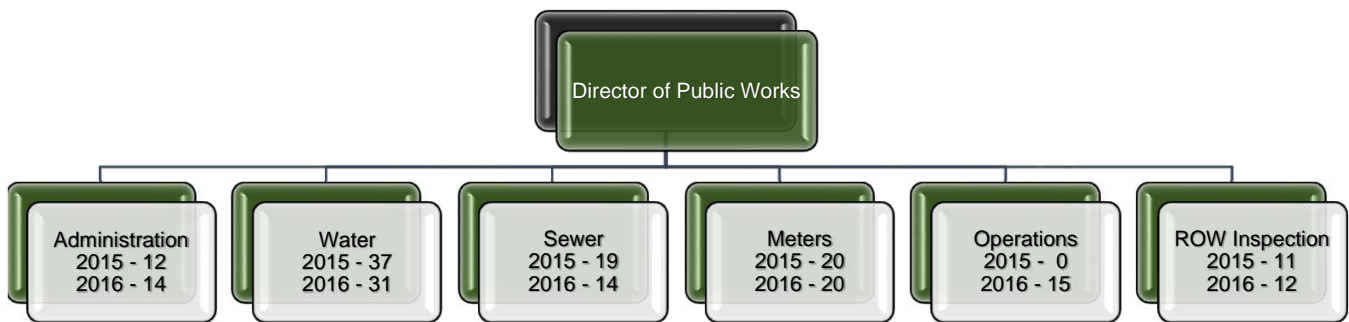 Director of Public Works
Administration
2015 - 12
2016 - 14
Water
2015 - 37
2016 - 31
Sewer
2015 - 19
2016 - 14
Meters
2015 - 20
2016 - 20
Operations
2015 - 0
2016 - 15
ROW Inspection
2015 - 11
2016 - 12